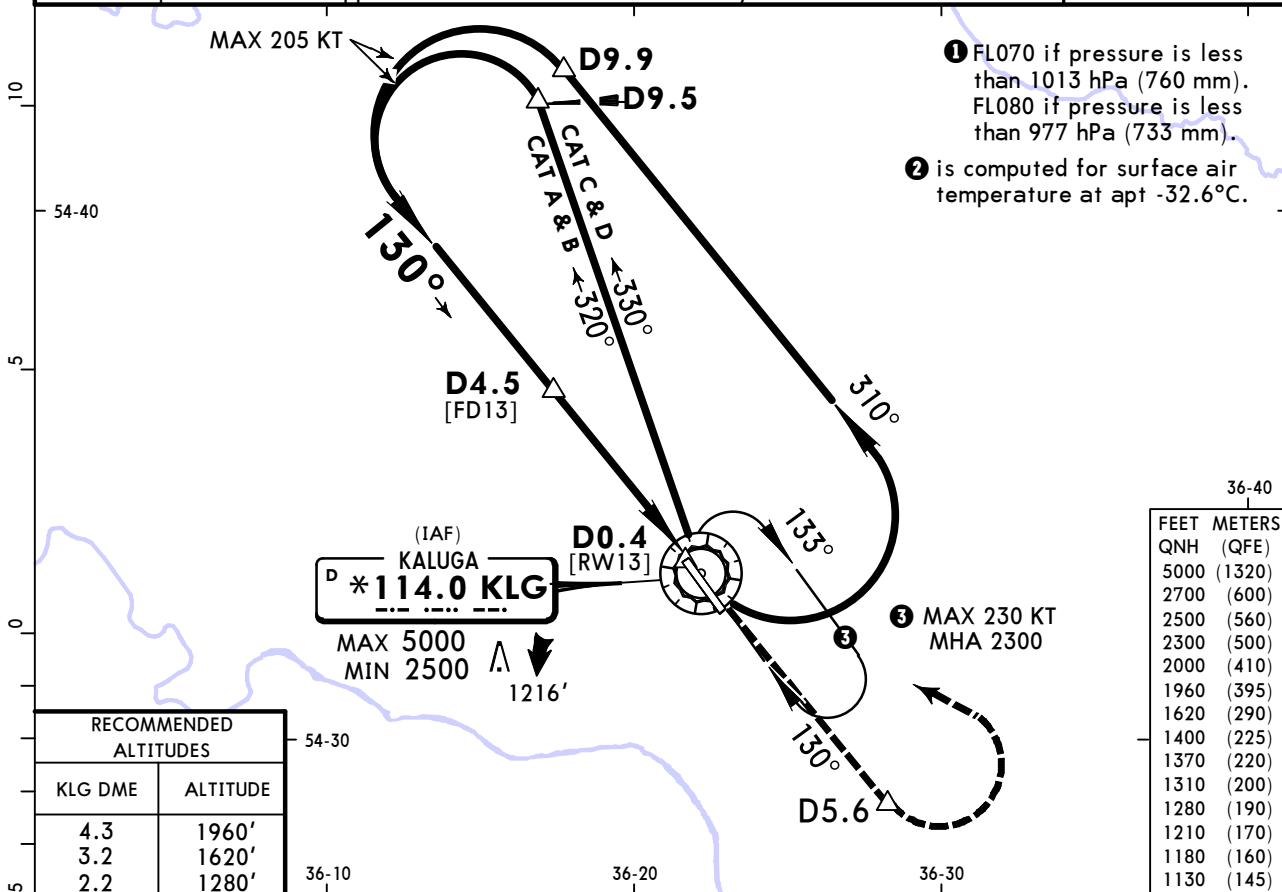 MAX 205 KT
D9.9
D9.5
❶ FL070 if pressure is less
than 1013 hPa (760 mm).
FL080 if pressure is less
than 977 hPa (733 mm).
❷ is computed for surface air
temperature at apt -32.6°C.
10
54-40
CAT C & D
CAT A & B
330°
320°
130°
5
D4.5
[FD13]
310°
(IAF)
KALUGA
D *114.0 KLG
MAX 5000
MIN 2500
1216'
D0.4
[RW13]
133°
❸
❸ MAX 230 KT
MHA 2300
0
130°
D5.6
54-30
36-40
FEET METERS
QNH (QFE)
5000 (1320)
2700 (600)
2500 (560)
2300 (500)
2000 (410)
1960 (395)
1620 (290)
1400 (225)
1370 (220)
1310 (200)
1280 (190)
1210 (170)
1180 (160)
1130 (145)
RECOMMENDED
ALTITUDES
KLG DME ALTITUDE
4.3 1960'
3.2 1620'
2.2 1280'
5
36-10
36-20
36-30